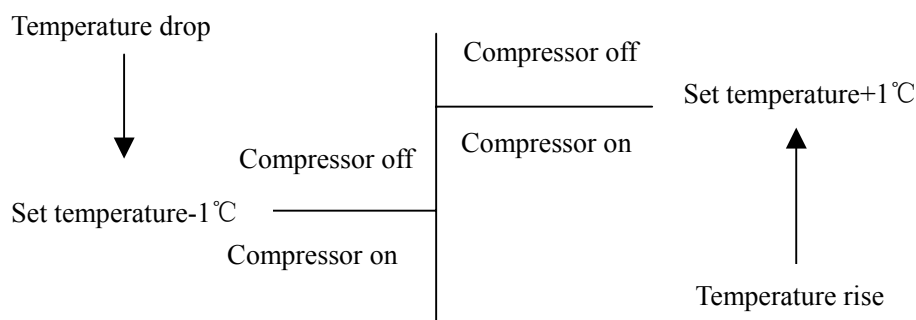 Temperature drop
Compressor off
Set temperature+1℃
Compressor on
Compressor off
Set temperature-1℃
Compressor on
Temperature rise